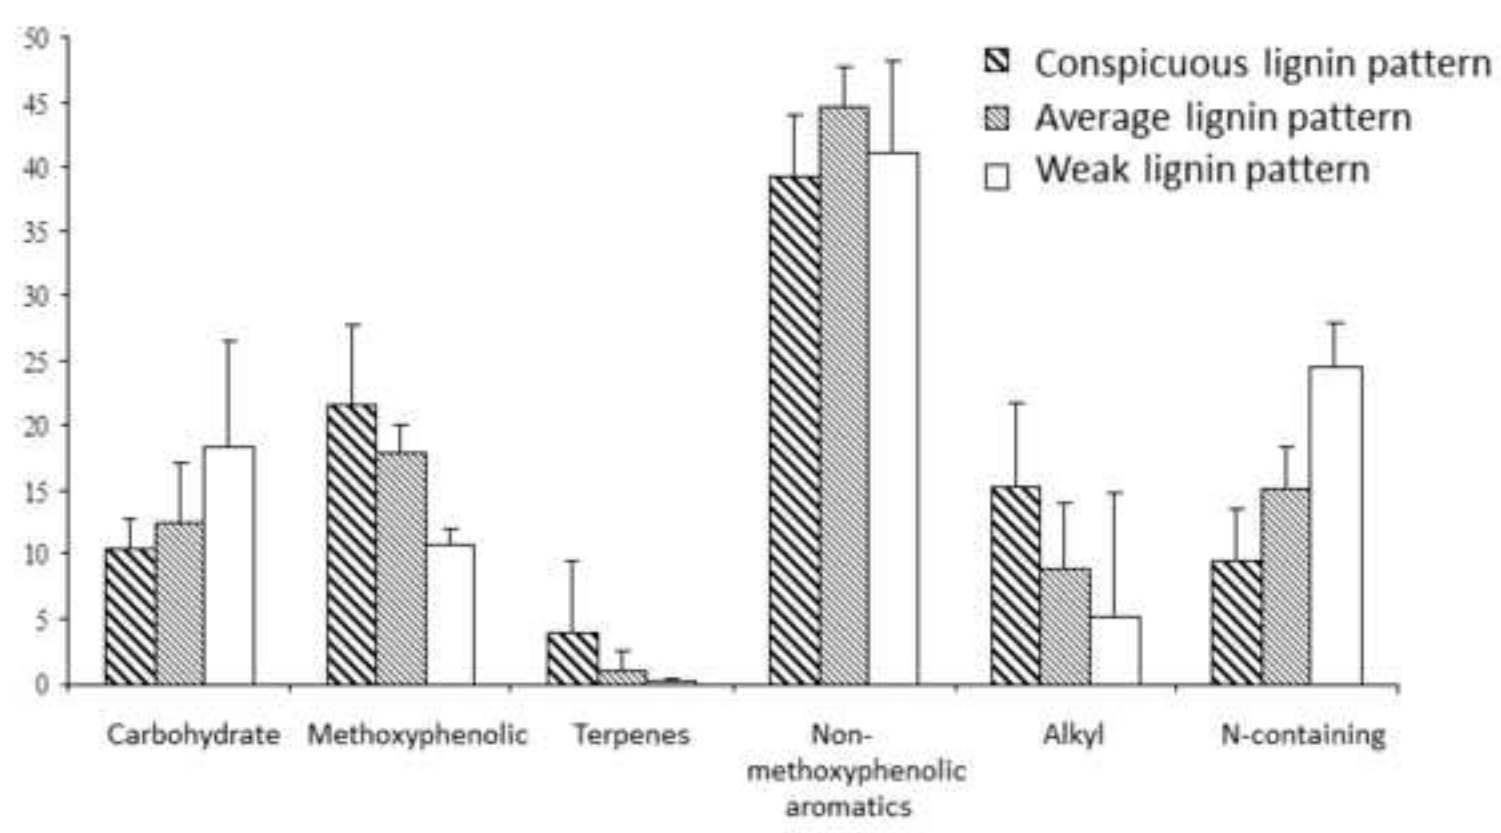 50
45
40
35
30
25
20
15
10
5
0
Conspicuous lignin pattern
Average lignin pattern
Weak lignin pattern
Carbohydrate
Methoxyphenolic
Terpenes
Non-
methoxyphenolic
aromatics
Alkyl
N-containing